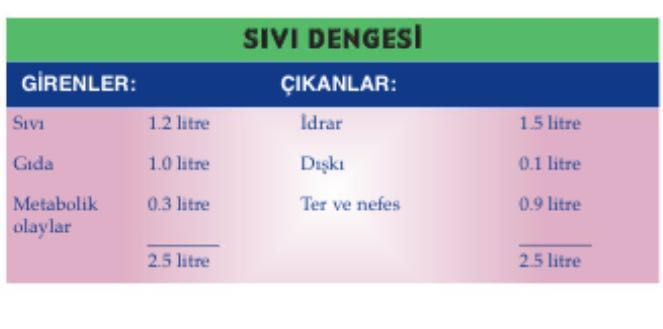 SIVI DENGESİ
GİRENLER: ÇIKANLAR:
Sıvı 1.2 litre İdrar 1.5 litre
Gıda 1.0 litre Dışkı 0.1 litre
Metabolik 0.3 litre Ter ve nefes 0.9 litre
olaylar
2.5 litre 2.5 litre